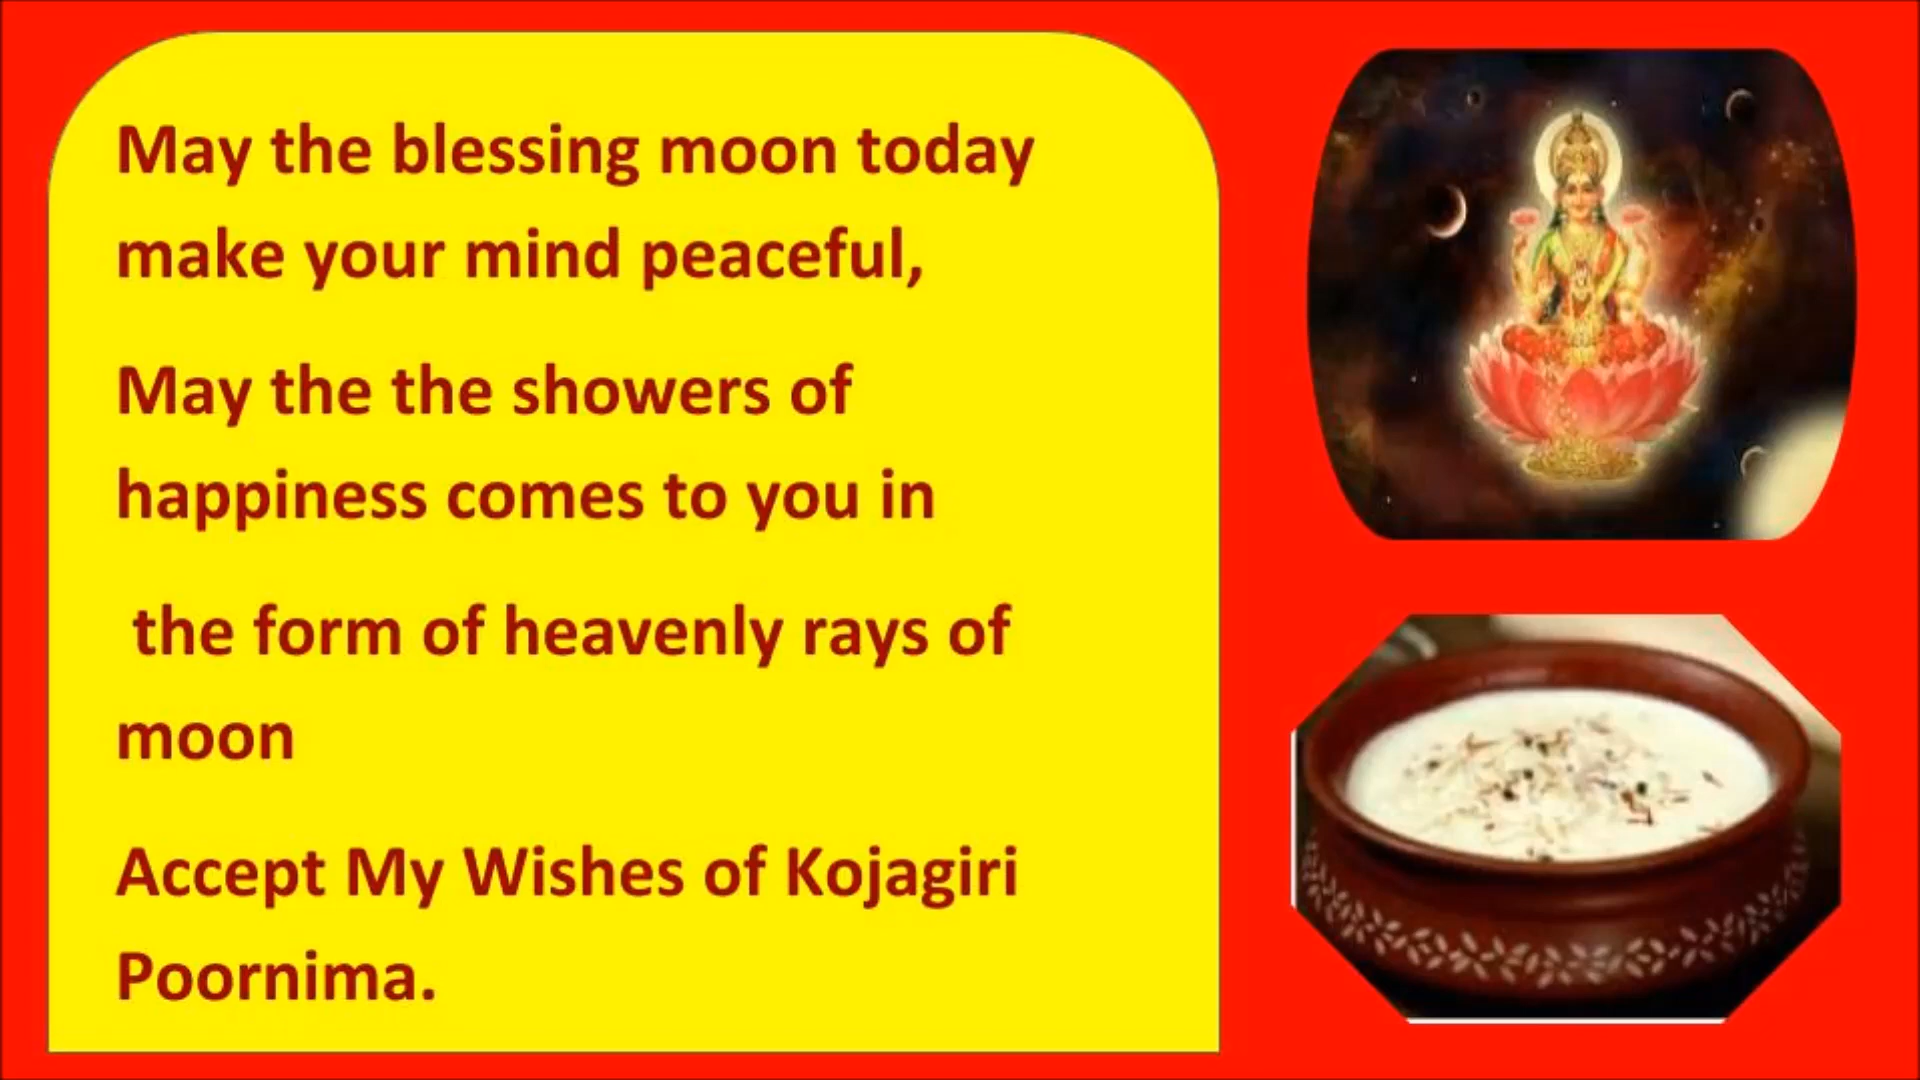 May the blessing moon today
make your mind peaceful,
May the the showers of
happiness comes to you in
the form of heavenly rays of
moon
Accept My Wishes of Kojagiri
Poornima.